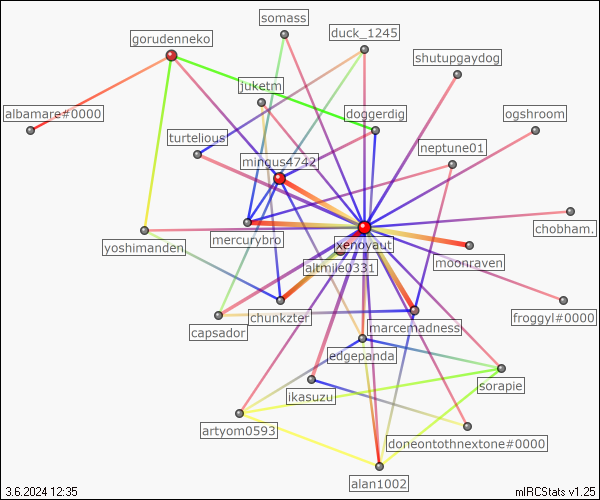 somass
duck_1245
gorudenneko
shutupgaydog
juketm
albamare#0000
doggerdig
ogshroom
turtelious
neptune01
mingus4742
chobham.
mercurybro
xenoyaut
yoshimanden
mooncraven
altmile0331
froggyl#0000
chunkzter
marcemadness
capsador
edgepanda
sorapie
ikasuzu
artyom0593
doneontothnextone#0000
alan1002
3.6.2024 12:35
mIRCStats v1.25